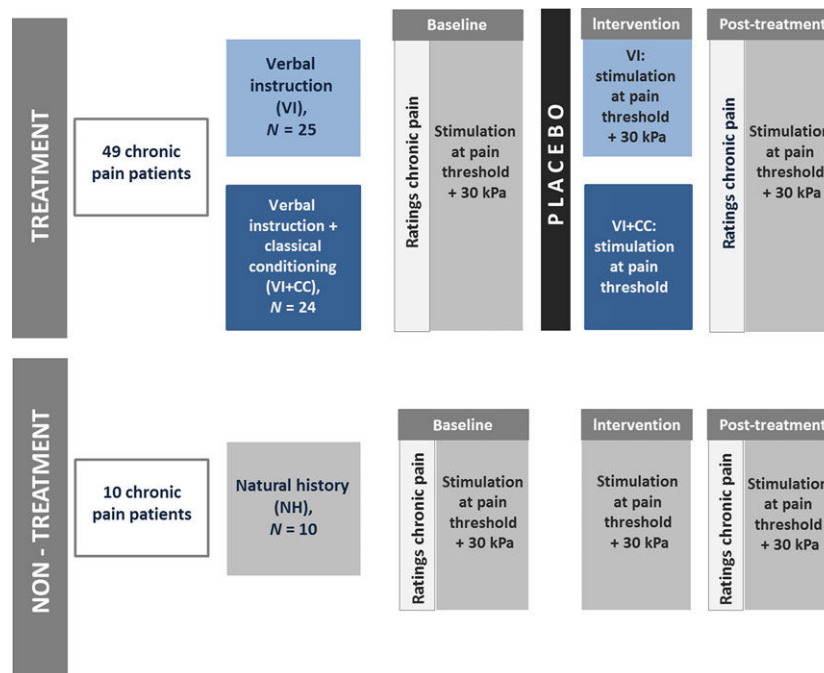 TREATMENT
49 chronic
pain patients
Verbal
instruction
(VI),
N = 25
Verbal
instruction +
classical
conditioning
(VI+CC),
N = 24
Baseline
Ratings chronic pain
Stimulation
at pain
threshold
+ 30 kPa
PLACEBO
Intervention
VI:
stimulation
at pain
threshold
+ 30 kPa
VI+CC:
stimulation
at pain
threshold
Post-treatment
Ratings chronic pain
Stimulation
at pain
threshold
+ 30 kPa
NON - TREATMENT
10 chronic
pain patients
Natural history
(NH),
N = 10
Baseline
Ratings chronic pain
Stimulation
at pain
threshold
+ 30 kPa
Intervention
Stimulation
at pain
threshold
+ 30 kPa
Post-treatment
Ratings chronic pain
Stimulation
at pain
threshold
+ 30 kPa